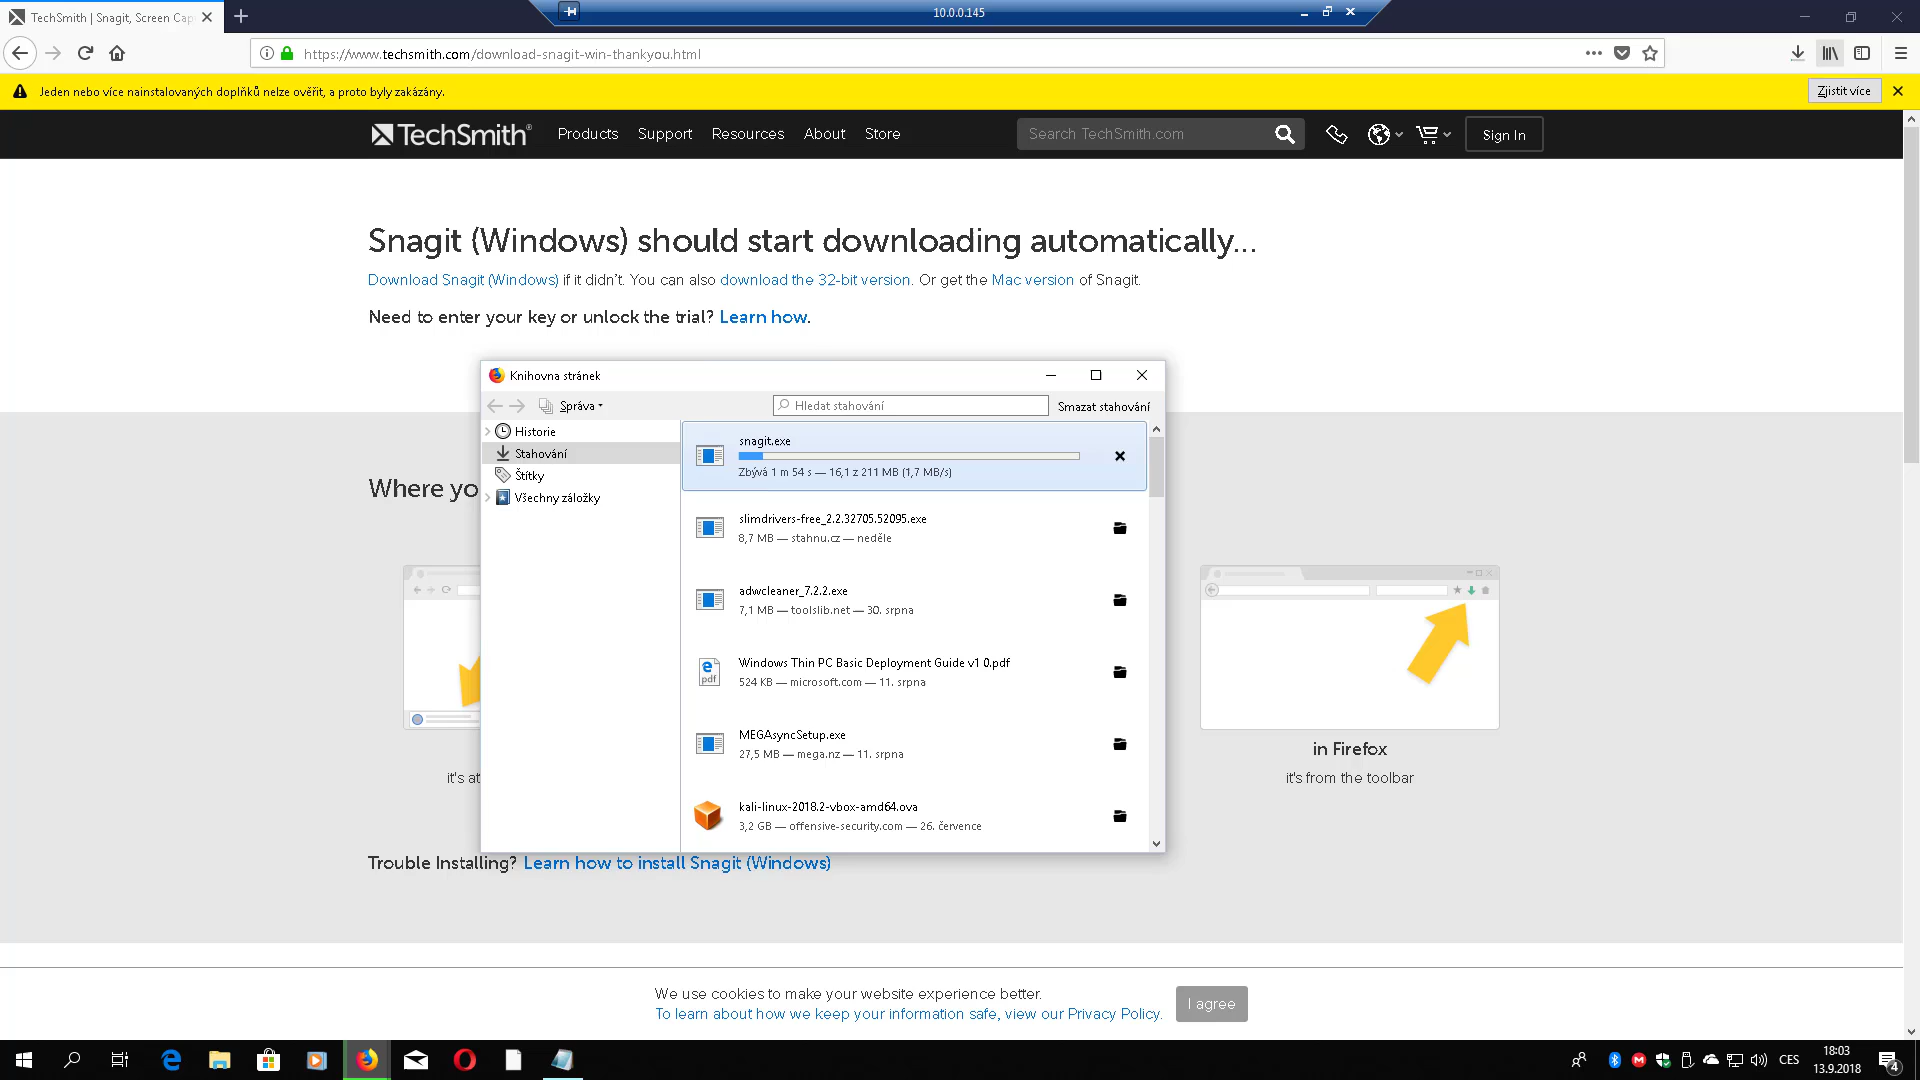 TechSmith | Snagit, Screen Cap
10.0.0.145
https://www.techsmith.com/download-snagit-win-thankyou.html
Jeden nebo více nainstalovaných doplňků nelze ověřit, a proto byly zakázány.
Zjistit více
TechSmith
Products
Support
Resources
About
Store
Search TechSmith.com
Sign In
Snagit (Windows) should start downloading automatically...
Download Snagit (Windows) if it didn't. You can also download the 32-bit version. Or get the Mac version of Snagit.
Need to enter your key or unlock the trial? Learn how.
Where yo
Knihovna stránek
Správa
Hledat stahování
Smazat stahování
Historie
Stahování
Štítky
Všechny záložky
snagit.exe
Zbývá 1 m 54 s — 16,1 z 211 MB (1,7 MB/s)
slimdrivers-free_2.2.32705.52095.exe
8,7 MB — stahnu.cz — neděle
adwcleaner_7.2.2.exe
7,1 MB — toolslib.net — 30. srpna
pdf
Windows Thin PC Basic Deployment Guide v1 0.pdf
524 KB — microsoft.com — 11. srpna
MEGAsyncSetup.exe
27,5 MB — mega.nz — 11. srpna
kali-linux-2018.2-vbox-amd64.ova
3,2 GB — offensive-security.com — 26. července
it's at
in Firefox
it's from the toolbar
Trouble Installing? Learn how to install Snagit (Windows)
We use cookies to make your website experience better.
To learn about how we keep your information safe, view our Privacy Policy.
I agree
CES
18:03
13.9.2018
4